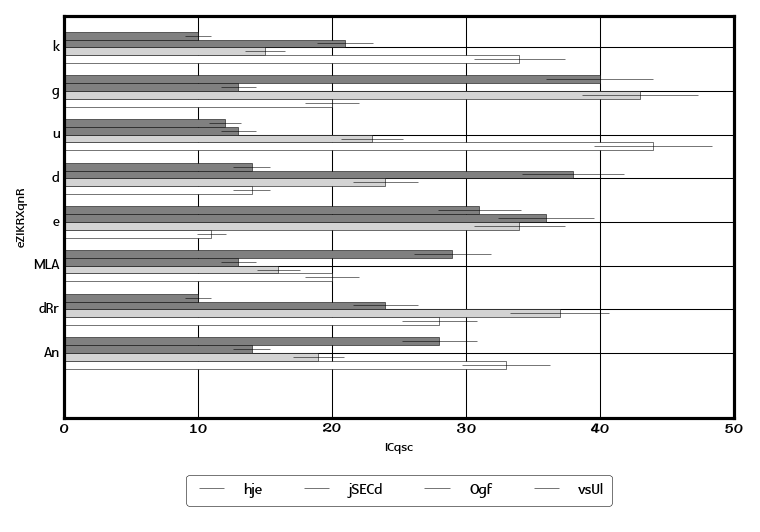 k
g
u
d
e
MLA
dRr
An
eZIKRXqnR
0 10 20 30 40 50
ICqsc
hje jSECd Ogf vsUl